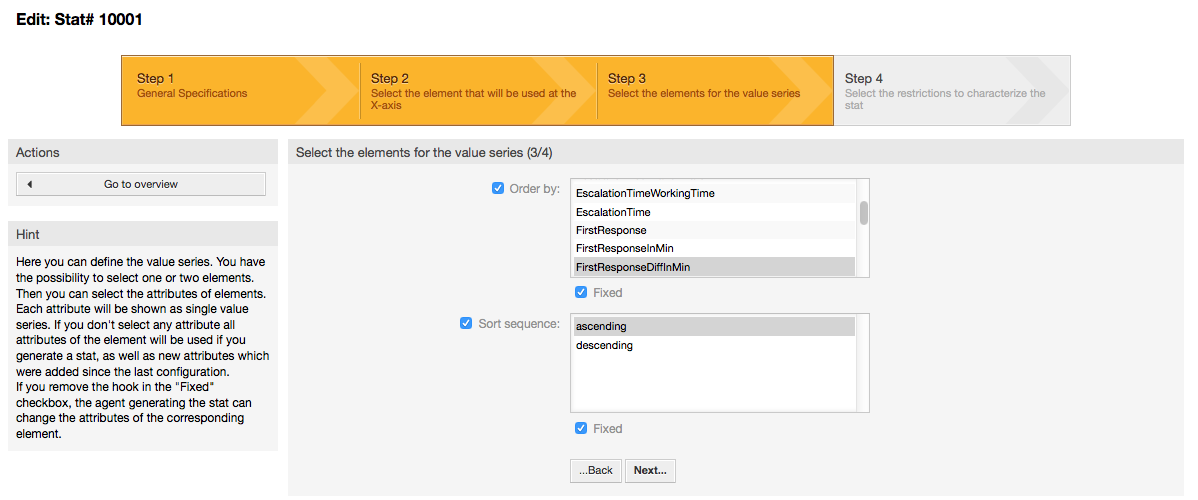 Edit: Stat# 10001
Step 1
General Specifications
Step 2
Select the element that will be used at the
X-axis
Step 3
Select the elements for the value series
Step 4
Select the restrictions to characterize the
stat
Actions
Go to overview
Hint
Here you can define the value series. You have
the possibility to select one or two elements.
Then you can select the attributes of elements.
Each attribute will be shown as single value
series. If you don't select any attribute all
attributes of the element will be used if you
generate a stat, as well as new attributes which
were added since the last configuration.
If you remove the hook in the "Fixed"
checkbox, the agent generating the stat can
change the attributes of the corresponding
element.
Select the elements for the value series (3/4)
Order by:
EscalationTimeWorkingTime
EscalationTime
FirstResponse
FirstResponseInMin
FirstResponseDiffInMin
Fixed
Sort sequence:
ascending
descending
Fixed
...Back
Next...